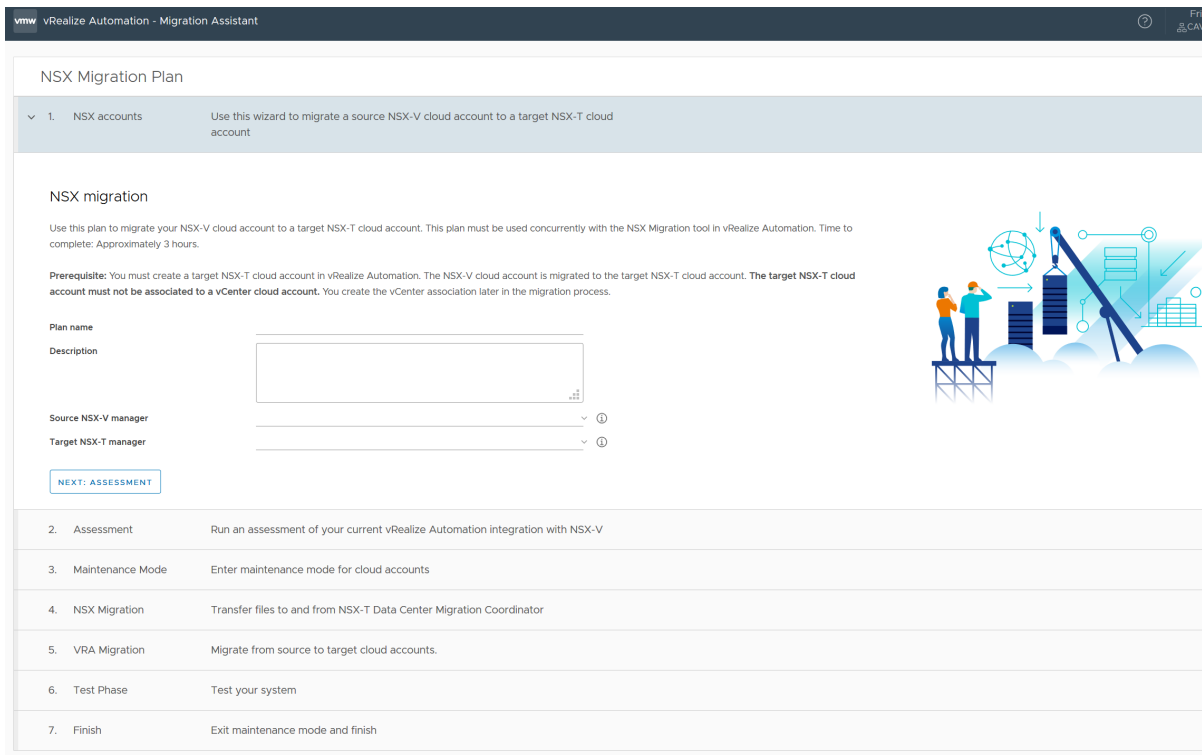 vmw vRealize Automation - Migration Assistant
Fri
CAV
NSX Migration Plan
1. NSX accounts Use this wizard to migrate a source NSX-V cloud account to a target NSX-T cloud
account
NSX migration
Use this plan to migrate your NSX-V cloud account to a target NSX-T cloud account. This plan must be used concurrently with the NSX Migration tool in vRealize Automation. Time to
complete: Approximately 3 hours.
Prerequisite: You must create a target NSX-T cloud account in vRealize Automation. The NSX-V cloud account is migrated to the target NSX-T cloud account. The target NSX-T cloud
account must not be associated to a vCenter cloud account. You create the vCenter association later in the migration process.
Plan name
Description
Source NSX-V manager
Target NSX-T manager
NEXT: ASSESSMENT
2. Assessment Run an assessment of your current vRealize Automation integration with NSX-V
3. Maintenance Mode Enter maintenance mode for cloud accounts
4. NSX Migration Transfer files to and from NSX-T Data Center Migration Coordinator
5. VRA Migration Migrate from source to target cloud accounts.
6. Test Phase Test your system
7. Finish Exit maintenance mode and finish